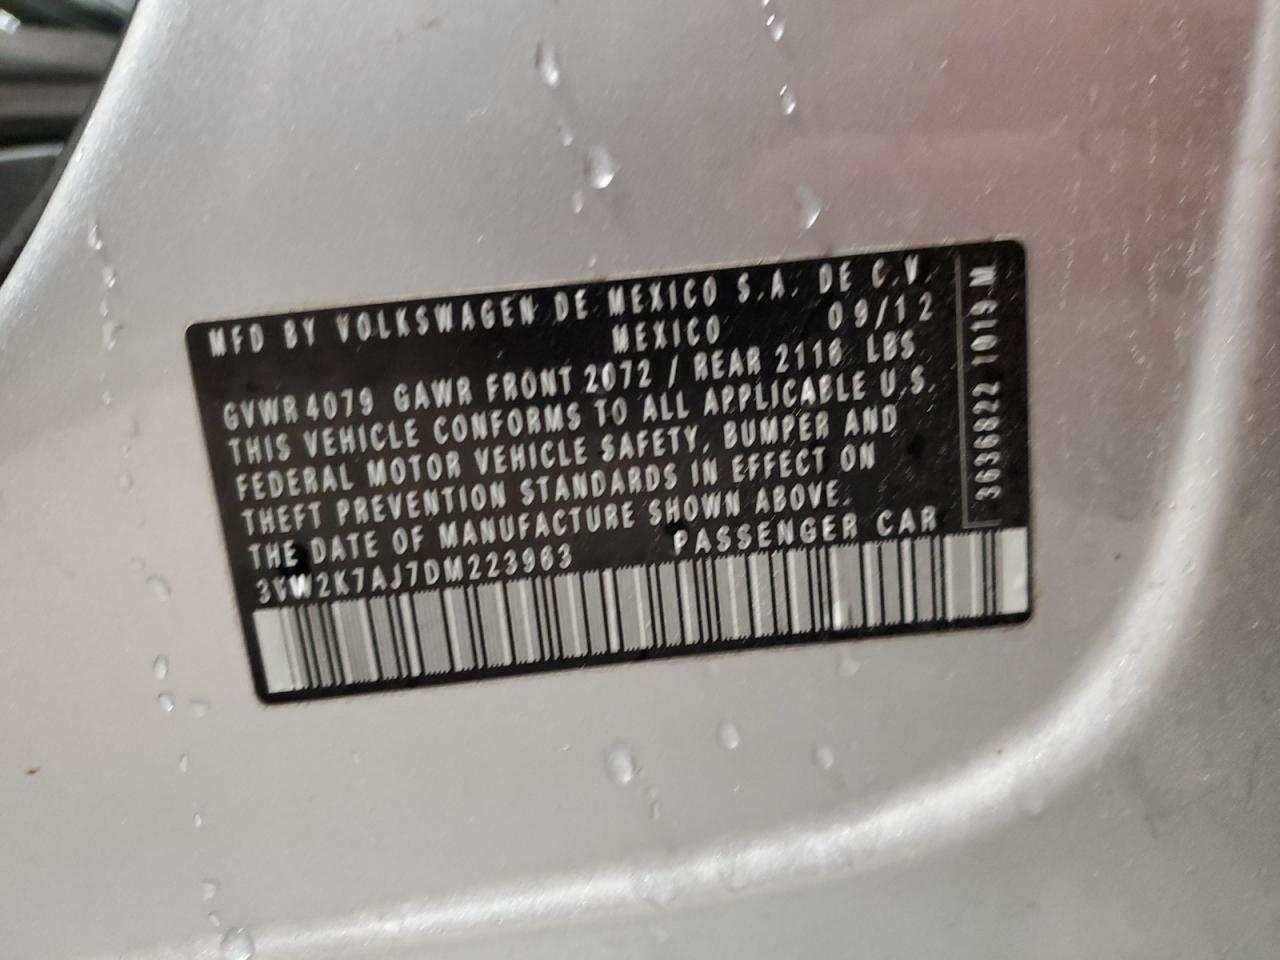 MFD BY VOLKSWAGEN DE MEXICO S.A. DE C.V.
MEXICO 09/12
GVWR 4079 GAWR FRONT 2072 / REAR 2116 LBS
THIS VEHICLE CONFORMS TO ALL APPLICABLE U.S.
FEDERAL MOTOR VEHICLE SAFETY, BUMPER AND
THEFT PREVENTION STANDARDS IN EFFECT ON
THE DATE OF MANUFACTURE SHOWN ABOVE.
3VW2K7AJ7DM223963 PASSENGER CAR
3636822 1019 M